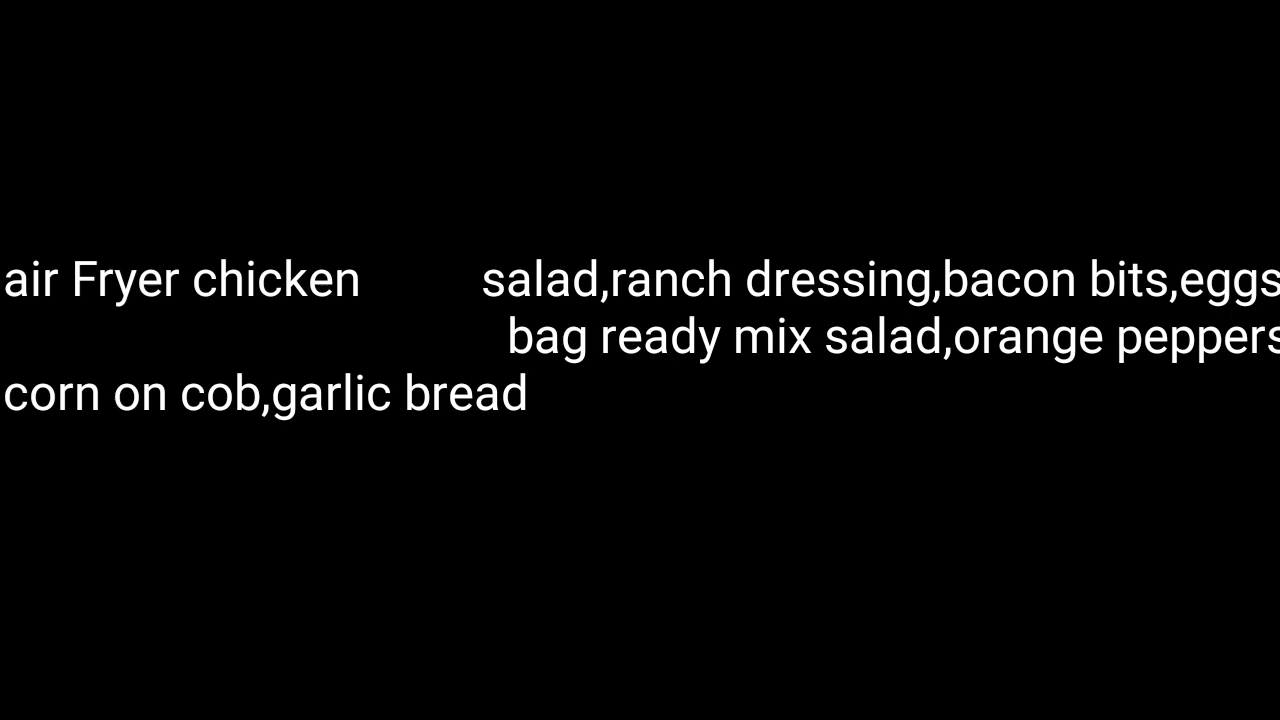 air Fryer chicken salad,ranch dressing,bacon bits,eggs
bag ready mix salad,orange peppers
corn on cob,garlic bread